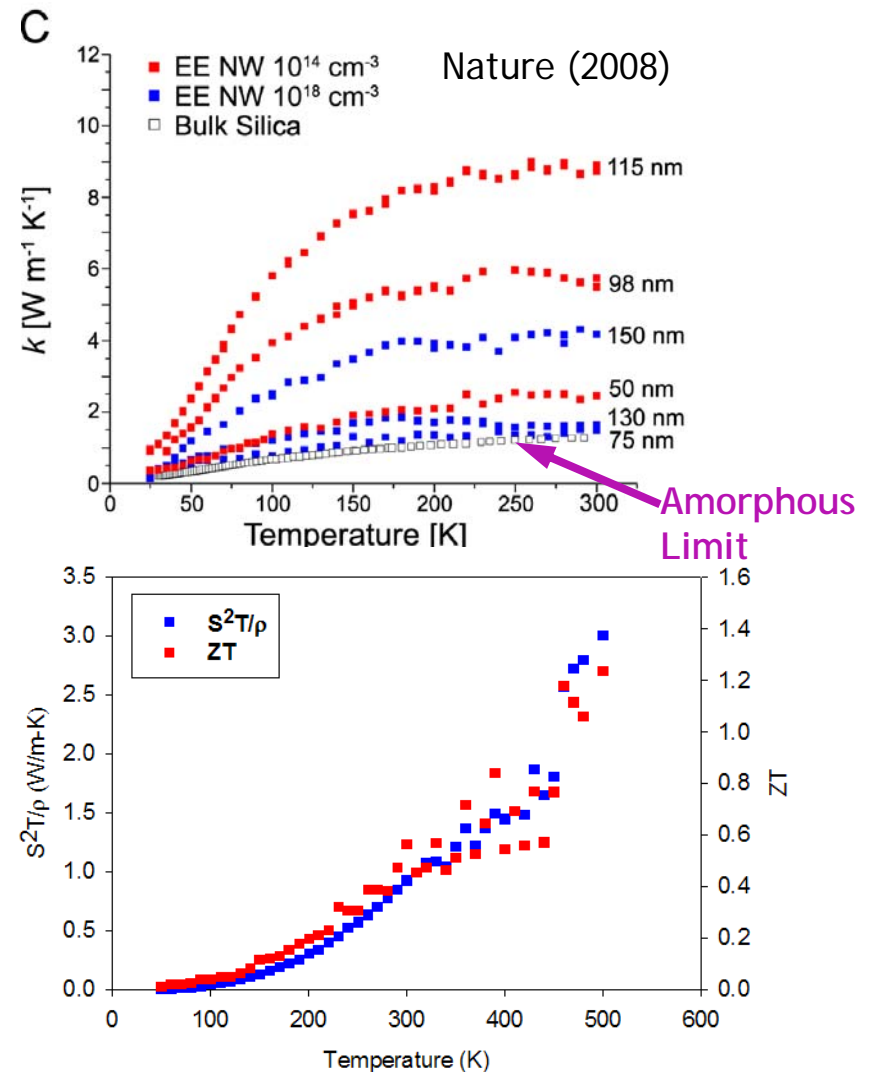 C
Nature (2008)
EE NW 10¹⁴ cm⁻³
EE NW 10¹⁸ cm⁻³
Bulk Silica
k [W m⁻¹ K⁻¹]
12
10
8
6
4
2
0
115 nm
98 nm
150 nm
50 nm
130 nm
75 nm
0 50 100 150 200 250 300
Temperature [K]
Amorphous
Limit
S²T/ρ
ZT
S²T/ρ (W/m-K)
3.5
3.0
2.5
2.0
1.5
1.0
0.5
0.0
1.6
1.4
1.2
1.0
0.8
0.6
0.4
0.2
0.0
ZT
0 100 200 300 400 500 600
Temperature (K)